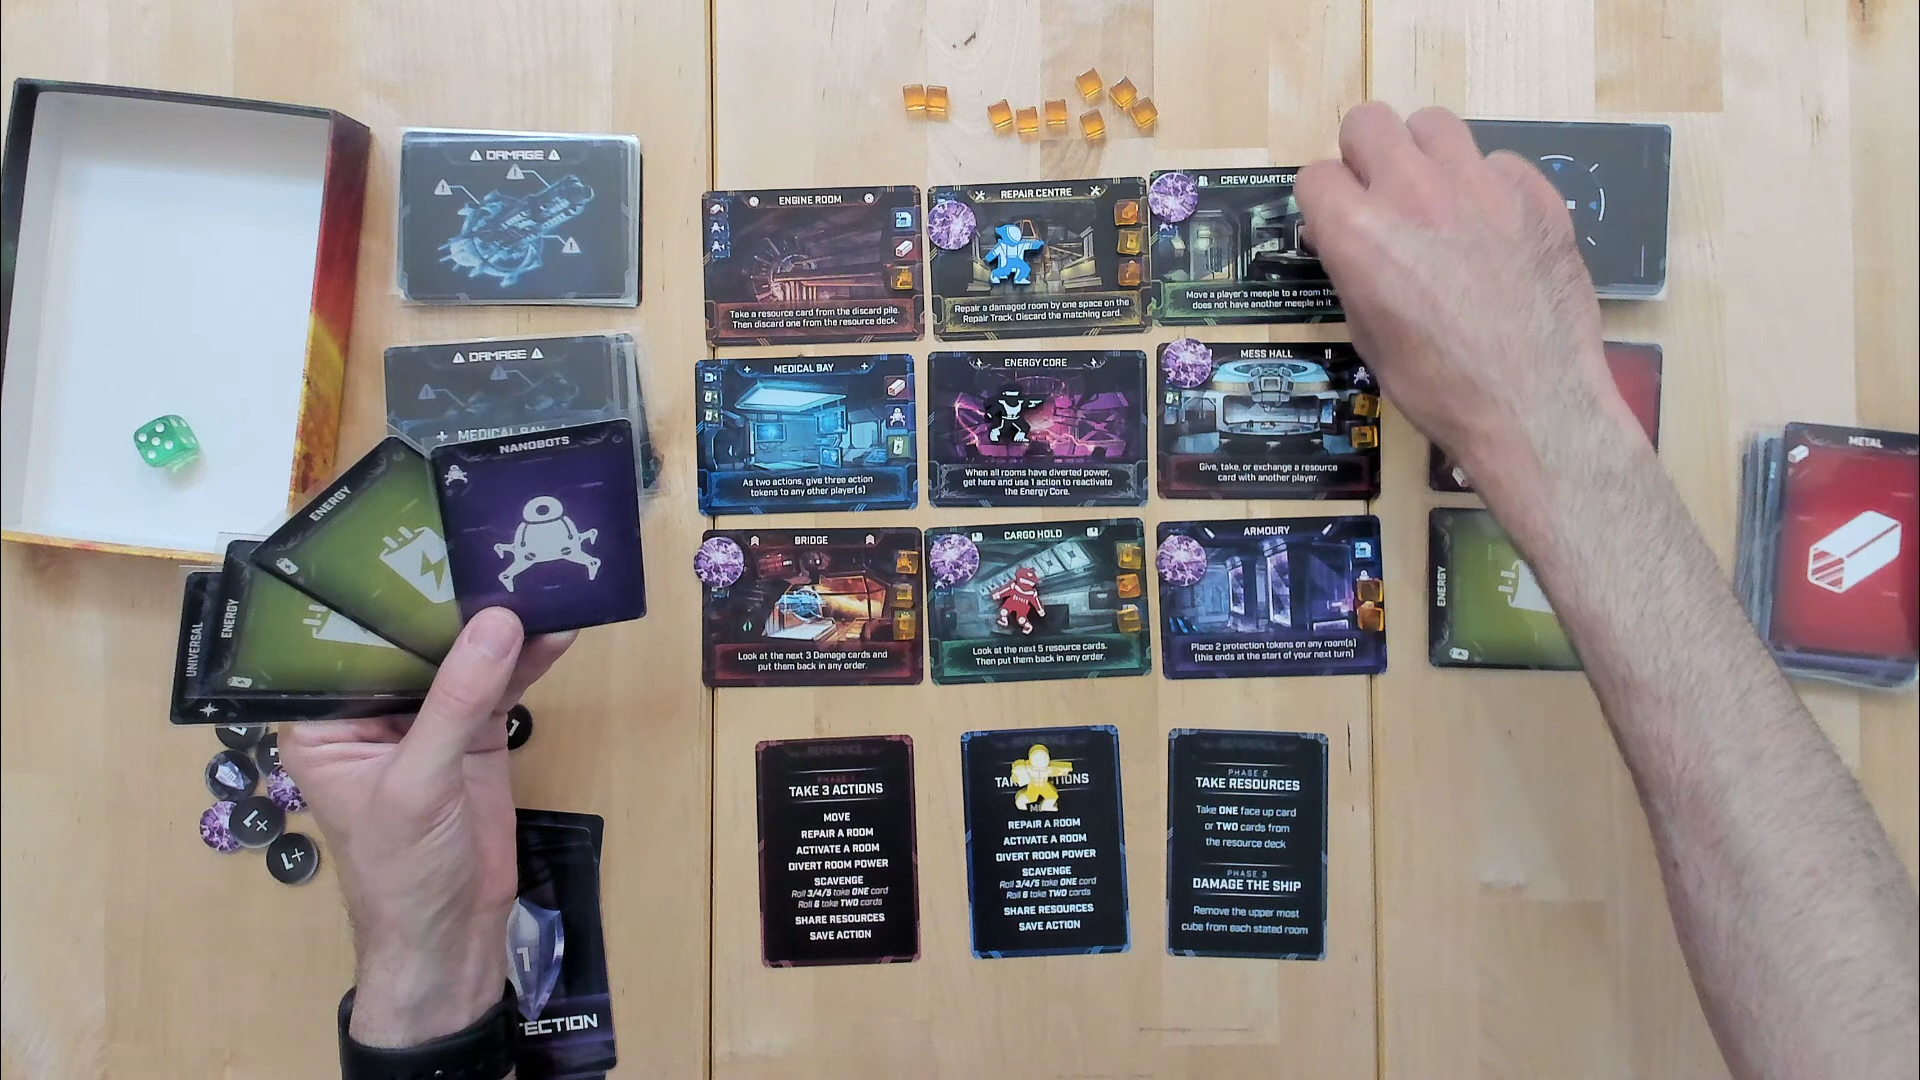 DAMAGE
DAMAGE
MEDICAL BAY
ENGINE ROOM
Take a resource card from the discard pile.
Then discard one from the resource deck.
REPAIR CENTRE
Repair a damaged room by one space on the
Repair Track. Discard the matching card.
CREW QUARTERS
Move a player's meeple to a room
does not have another meeple in it
MEDICAL BAY
As two actions, give three action
tokens to any other player(s)
ENERGY CORE
When all rooms have diverted power,
get here and use 1 action to reactivate
the Energy Core.
MESS HALL
Give, take, or exchange a resource
card with another player.
BRIDGE
Look at the next 3 Damage cards and
put them back in any order.
CARGO HOLD
Look at the next 5 resource cards.
Then put them back in any order.
ARMOURY
Place 2 protection tokens on any room(s)
(this ends at the start of your next turn)
UNIVERSAL
ENERGY
ENERGY
NANOBOTS
ENERGY
METAL
REFERENCE
PHASE 1
TAKE 3 ACTIONS
MOVE
REPAIR A ROOM
ACTIVATE A ROOM
DIVERT ROOM POWER
SCAVENGE
Roll 3/4/5 take ONE card
Roll 6 take TWO cards
SHARE RESOURCES
SAVE ACTION
REPAIR A ROOM
ACTIVATE A ROOM
DIVERT ROOM POWER
SCAVENGE
Roll 3/4/5 take ONE card
Roll 6 take TWO cards
SHARE RESOURCES
SAVE ACTION
REFERENCE
PHASE 2
TAKE RESOURCES
Take ONE face up card
or TWO cards from
the resource deck
PHASE 3
DAMAGE THE SHIP
Remove the upper most
cube from each stated room
+1
+1
1
TECTION